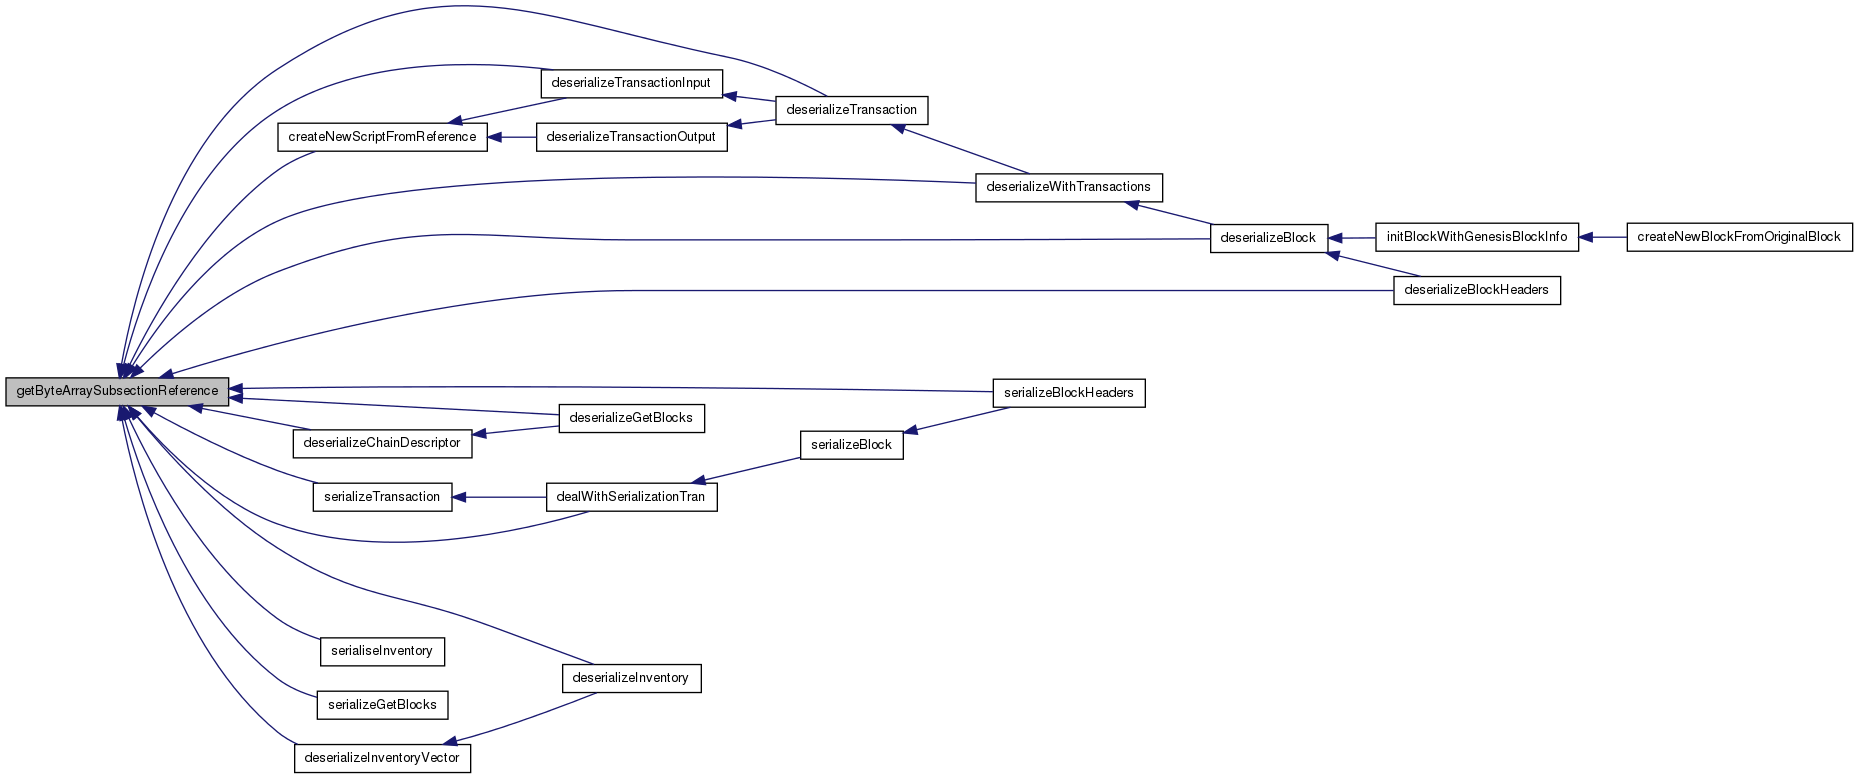 deserializeTransactionInput
deserializeTransaction
createNewScriptFromReference
deserializeTransactionOutput
deserializeWithTransactions
deserializeBlock
initBlockWithGenesisBlockInfo
createNewBlockFromOriginalBlock
deserializeBlockHeaders
getByteArraySubsectionReference
serializeBlockHeaders
deserializeGetBlocks
deserializeChainDescriptor
serializeBlock
serializeTransaction
dealWithSerializationTran
serialiseInventory
deserializeInventory
serializeGetBlocks
deserializeInventoryVector